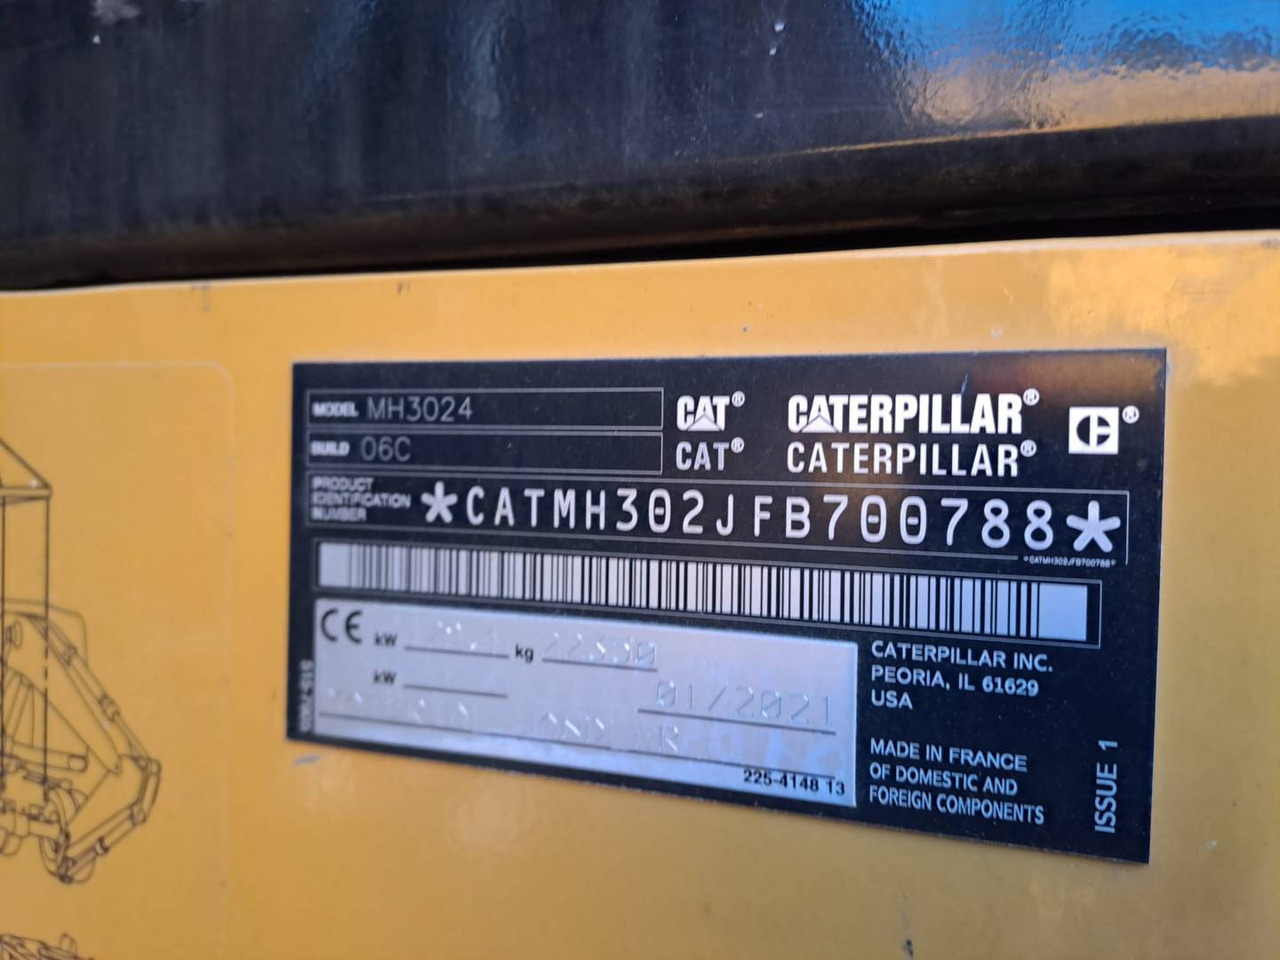 MODEL MH3024
BUILD 06C
CAT® CATERPILLAR® C®
CAT® CATERPILLAR®
PRODUCT IDENTIFICATION NUMBER *CATMH302JFB700788*
*CATMH302JFB700788*
CE kW kg 22330
kW 01/2021
225-4148 13
CATERPILLAR INC.
PEORIA, IL 61629
USA
MADE IN FRANCE
OF DOMESTIC AND
FOREIGN COMPONENTS
ISSUE 1